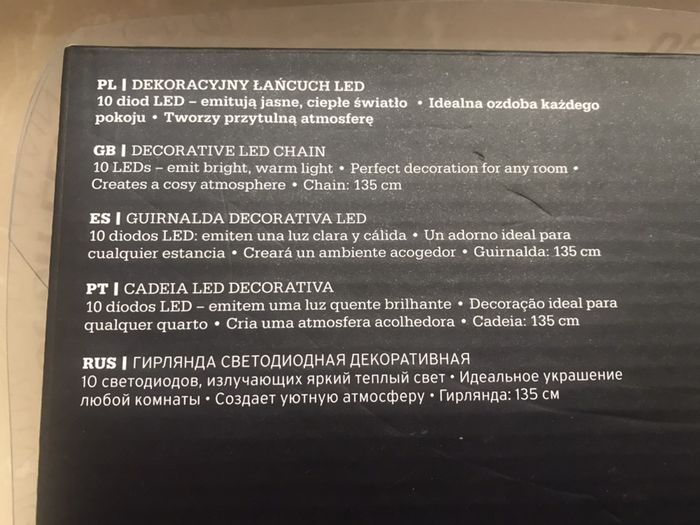 PL | DEKORACYJNY ŁAŃCUCH LED
10 diod LED – emitują jasne, ciepłe światło • Idealna ozdoba każdego
pokoju • Tworzy przytulną atmosferę
GB | DECORATIVE LED CHAIN
10 LEDs – emit bright, warm light • Perfect decoration for any room •
Creates a cosy atmosphere • Chain: 135 cm
ES | GUIRNALDA DECORATIVA LED
10 diodos LED: emiten una luz clara y cálida • Un adorno ideal para
cualquier estancia • Creará un ambiente acogedor • Guirnalda: 135 cm
PT | CADEIA LED DECORATIVA
10 díodos LED – emitem uma luz quente brilhante • Decoração ideal para
qualquer quarto • Cria uma atmosfera acolhedora • Cadeia: 135 cm
RUS | ГИРЛЯНДА СВЕТОДИОДНАЯ ДЕКОРАТИВНАЯ
10 светодиодов, излучающих яркий теплый свет • Идеальное украшение
любой комнаты • Создает уютную атмосферу • Гирлянда: 135 см